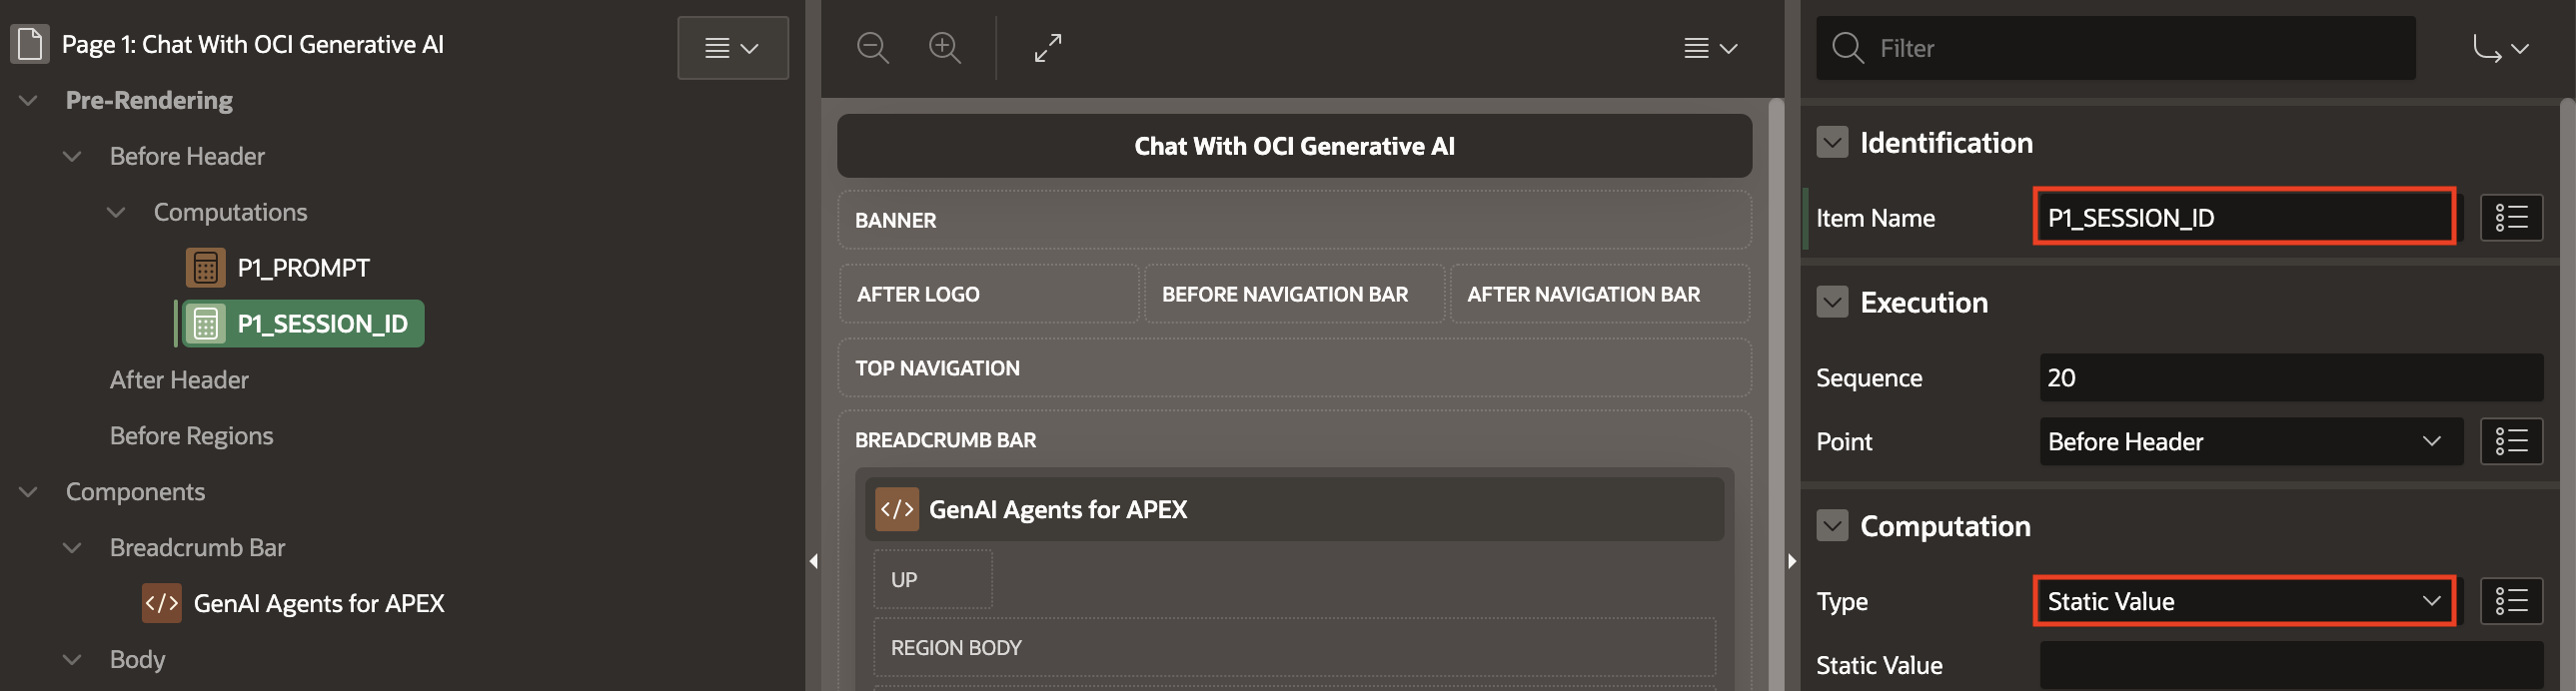 Page 1: Chat With OCI Generative AI
Pre-Rendering
Before Header
Computations
P1_PROMPT
P1_SESSION_ID
After Header
Before Regions
Components
Breadcrumb Bar
GenAI Agents for APEX
Body
Chat With OCI Generative AI
BANNER
AFTER LOGO
BEFORE NAVIGATION BAR
AFTER NAVIGATION BAR
TOP NAVIGATION
BREADCRUMB BAR
GenAI Agents for APEX
UP
REGION BODY
Filter
Identification
Item Name P1_SESSION_ID
Execution
Sequence 20
Point Before Header
Computation
Type Static Value
Static Value